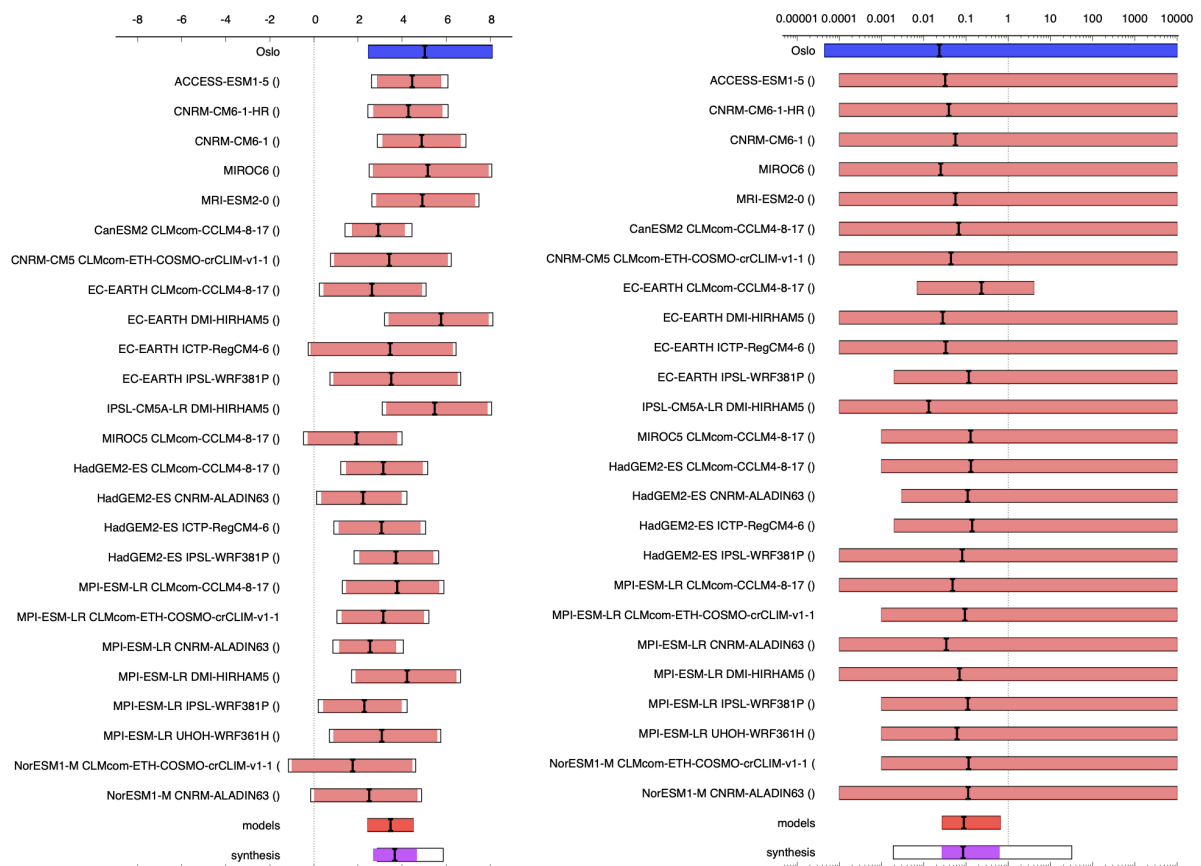 -8 -6 -4 -2 0 2 4 6 8
Oslo
ACCESS-ESM1-5 ()
CNRM-CM6-1-HR ()
CNRM-CM6-1 ()
MIROC6 ()
MRI-ESM2-0 ()
CanESM2 CLMcom-CCLM4-8-17 ()
CNRM-CM5 CLMcom-ETH-COSMO-crCLIM-v1-1 ()
EC-EARTH CLMcom-CCLM4-8-17 ()
EC-EARTH DMI-HIRHAM5 ()
EC-EARTH ICTP-RegCM4-6 ()
EC-EARTH IPSL-WRF381P ()
IPSL-CM5A-LR DMI-HIRHAM5 ()
MIROC5 CLMcom-CCLM4-8-17 ()
HadGEM2-ES CLMcom-CCLM4-8-17 ()
HadGEM2-ES CNRM-ALADIN63 ()
HadGEM2-ES ICTP-RegCM4-6 ()
HadGEM2-ES IPSL-WRF381P ()
MPI-ESM-LR CLMcom-CCLM4-8-17 ()
MPI-ESM-LR CLMcom-ETH-COSMO-crCLIM-v1-1
MPI-ESM-LR CNRM-ALADIN63 ()
MPI-ESM-LR DMI-HIRHAM5 ()
MPI-ESM-LR IPSL-WRF381P ()
MPI-ESM-LR UHOH-WRF361H ()
NorESM1-M CLMcom-ETH-COSMO-crCLIM-v1-1 (
NorESM1-M CNRM-ALADIN63 ()
models
synthesis
0.00001 0.0001 0.001 0.01 0.1 1 10 100 1000 10000
Oslo
ACCESS-ESM1-5 ()
CNRM-CM6-1-HR ()
CNRM-CM6-1 ()
MIROC6 ()
MRI-ESM2-0 ()
CanESM2 CLMcom-CCLM4-8-17 ()
CNRM-CM5 CLMcom-ETH-COSMO-crCLIM-v1-1 ()
EC-EARTH CLMcom-CCLM4-8-17 ()
EC-EARTH DMI-HIRHAM5 ()
EC-EARTH ICTP-RegCM4-6 ()
EC-EARTH IPSL-WRF381P ()
IPSL-CM5A-LR DMI-HIRHAM5 ()
MIROC5 CLMcom-CCLM4-8-17 ()
HadGEM2-ES CLMcom-CCLM4-8-17 ()
HadGEM2-ES CNRM-ALADIN63 ()
HadGEM2-ES ICTP-RegCM4-6 ()
HadGEM2-ES IPSL-WRF381P ()
MPI-ESM-LR CLMcom-CCLM4-8-17 ()
MPI-ESM-LR CLMcom-ETH-COSMO-crCLIM-v1-1
MPI-ESM-LR CNRM-ALADIN63 ()
MPI-ESM-LR DMI-HIRHAM5 ()
MPI-ESM-LR IPSL-WRF381P ()
MPI-ESM-LR UHOH-WRF361H ()
NorESM1-M CLMcom-ETH-COSMO-crCLIM-v1-1 (
NorESM1-M CNRM-ALADIN63 ()
models
synthesis